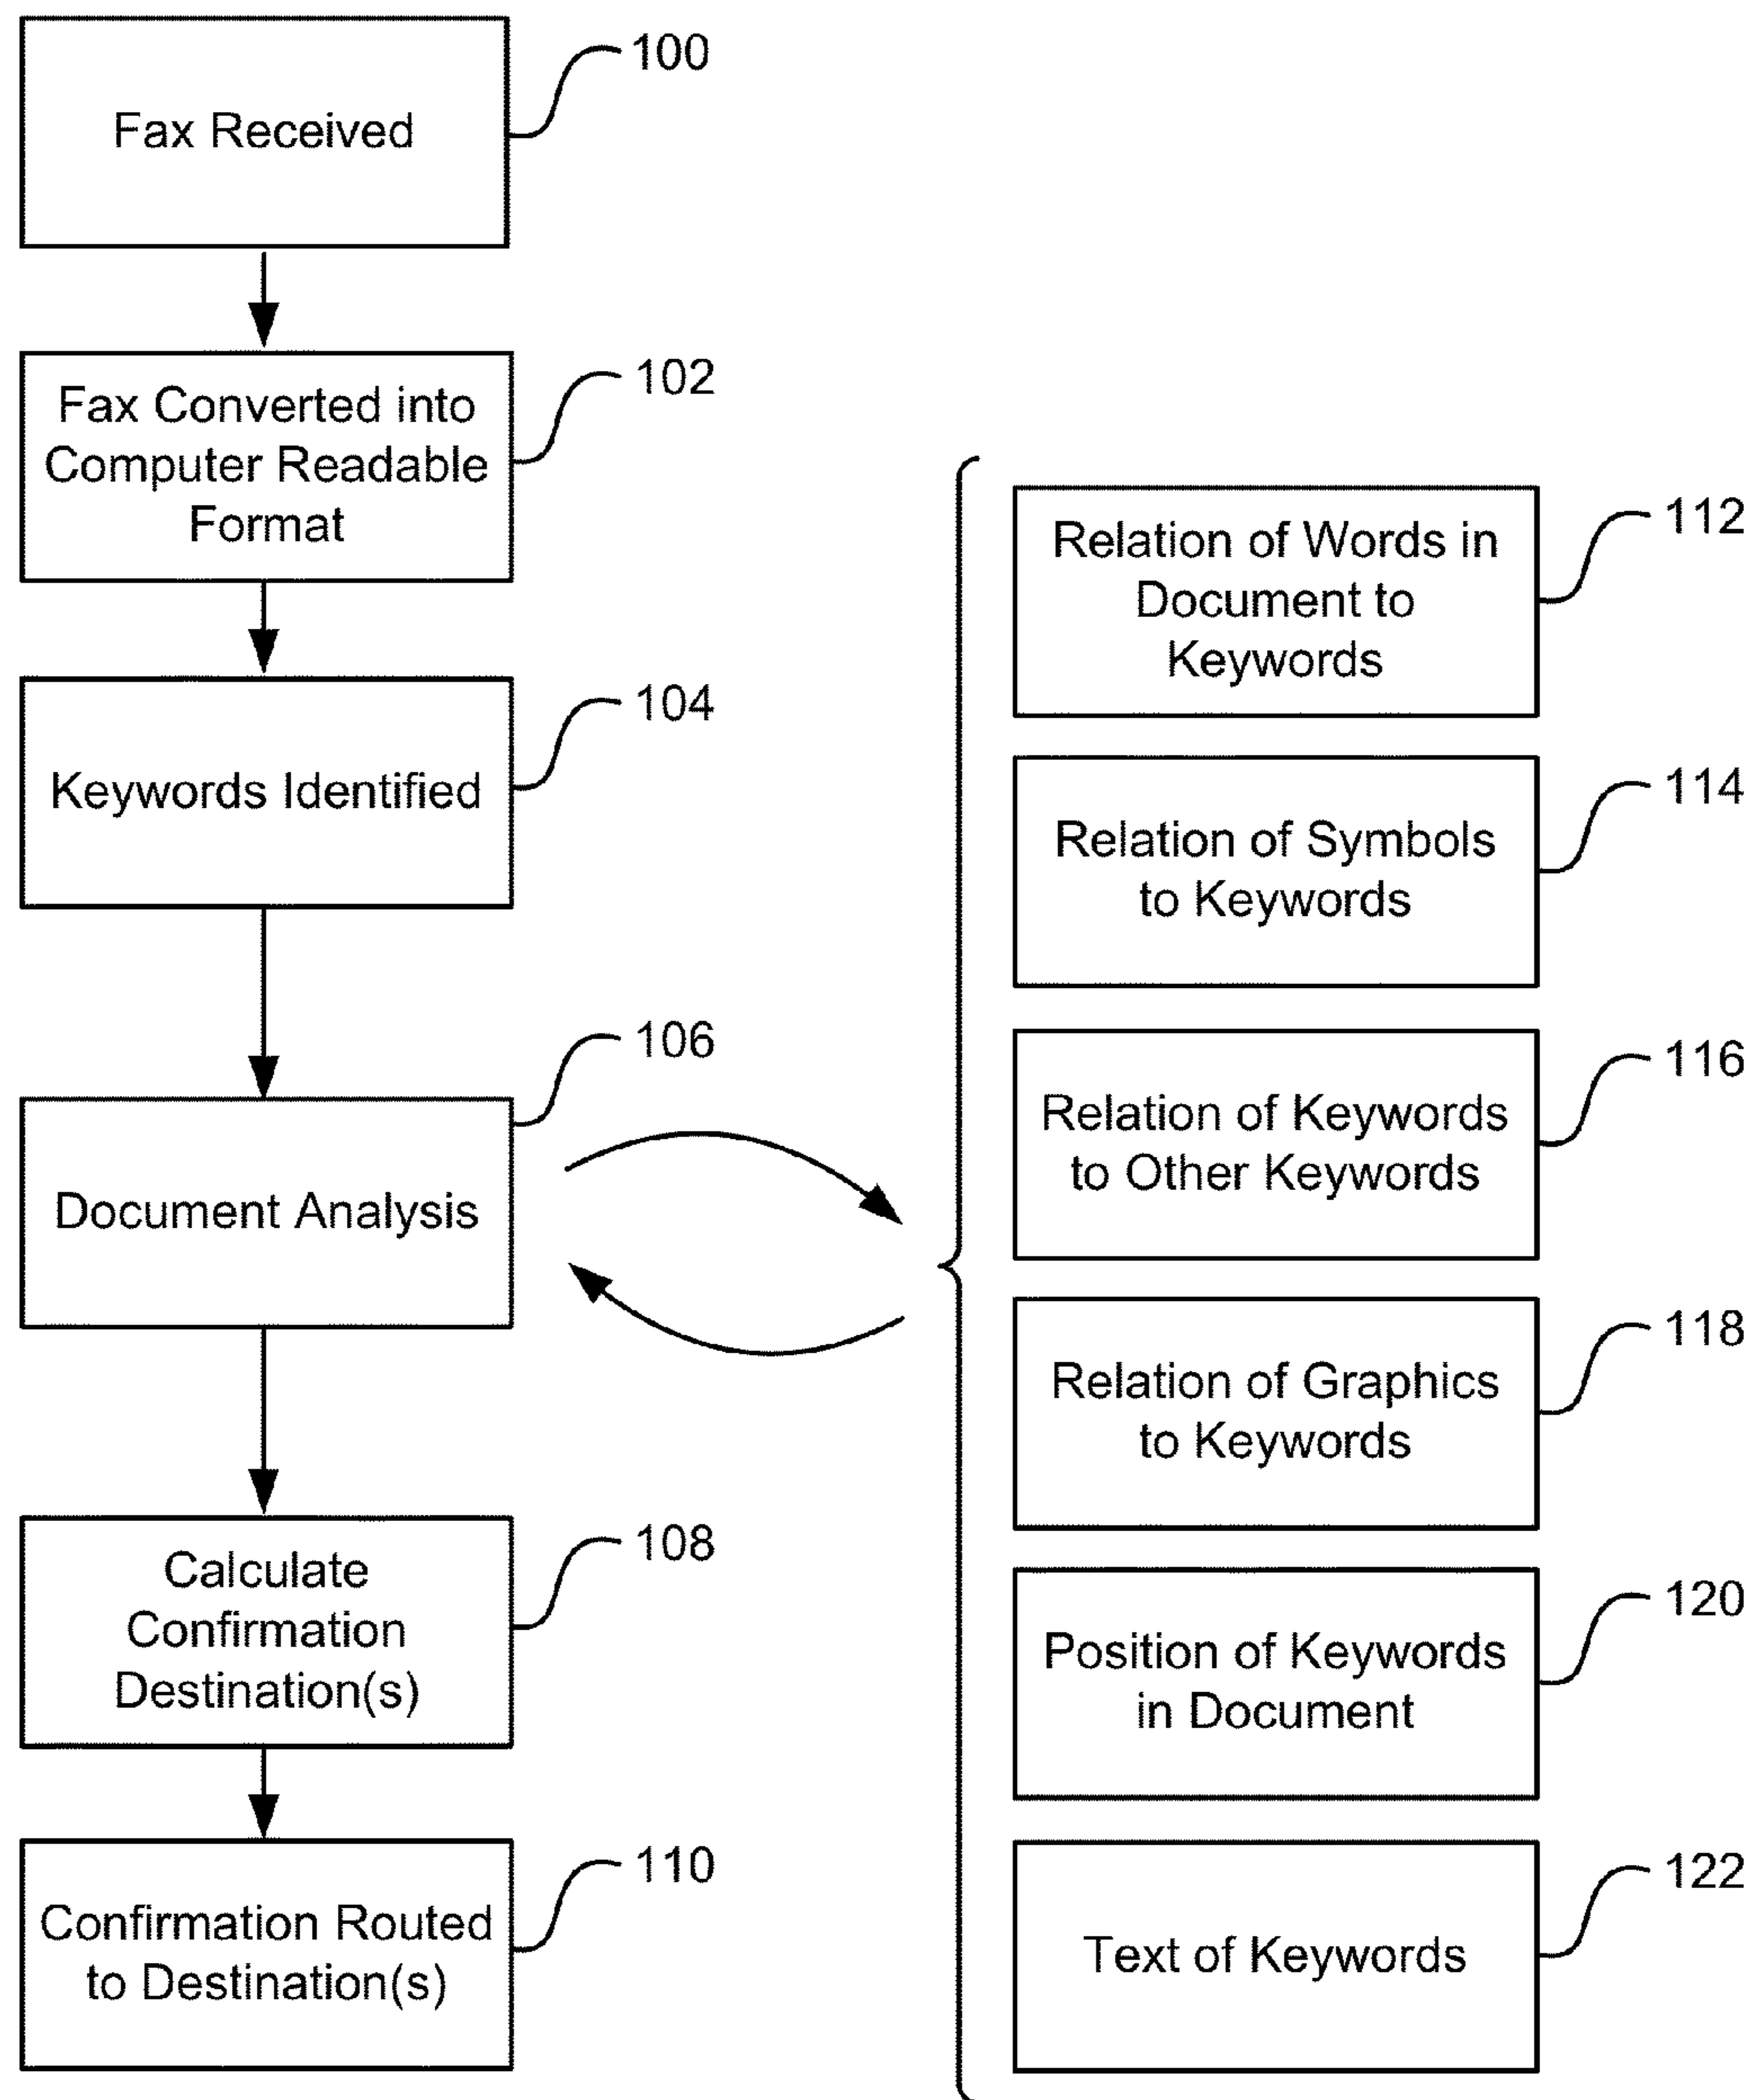 Fax Received
100
Fax Converted into
Computer Readable
Format
102
Keywords Identified
104
Document Analysis
106
Calculate
Confirmation
Destination(s)
108
Confirmation Routed
to Destination(s)
110
Relation of Words in
Document to
Keywords
112
Relation of Symbols
to Keywords
114
Relation of Keywords
to Other Keywords
116
Relation of Graphics
to Keywords
118
Position of Keywords
in Document
120
Text of Keywords
122